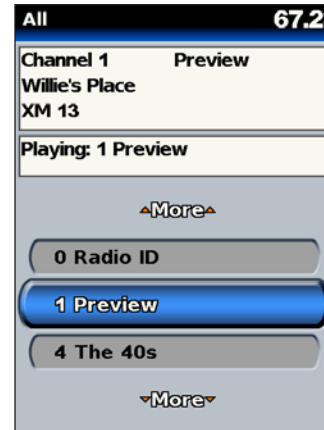 All 67.2
Channel 1 Preview
Willie's Place
XM 13
Playing: 1 Preview
More
0 Radio ID
1 Preview
4 The 40s
More